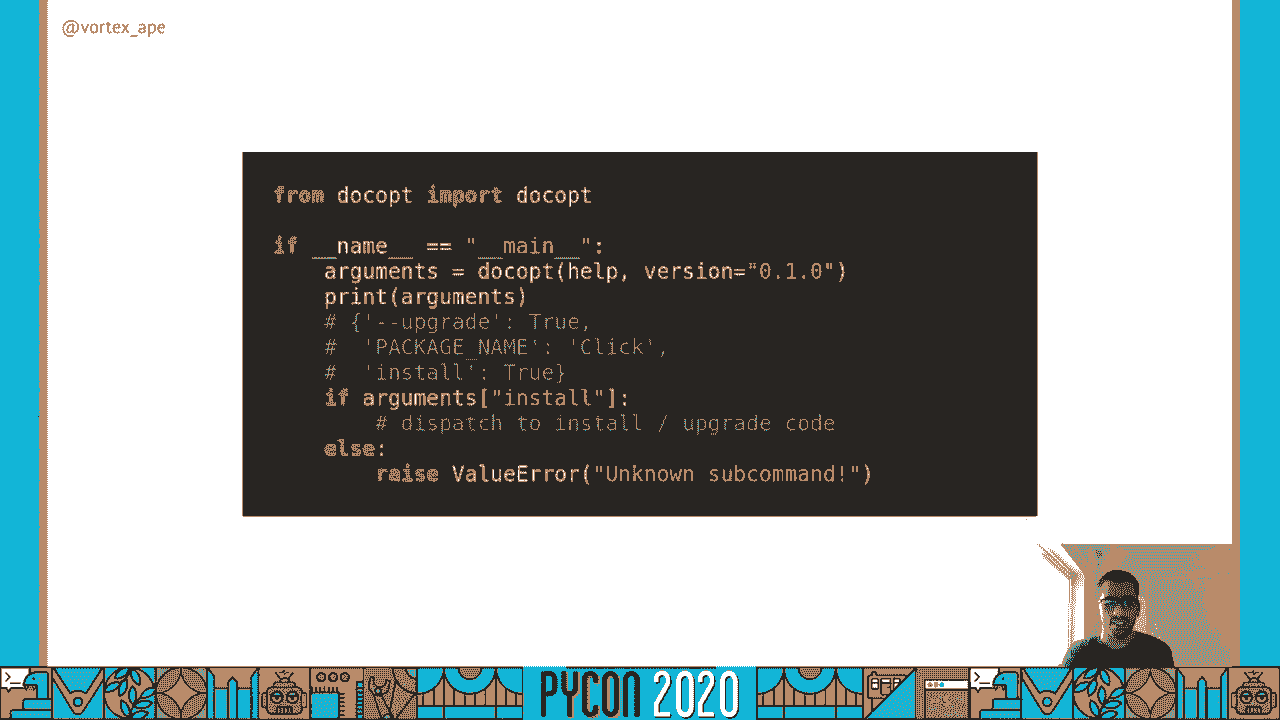 @vortex_ape
from docopt import docopt
if __name__ == "__main__":
    arguments = docopt(help, version="0.1.0")
    print(arguments)
    # {'--upgrade': True,
    #  'PACKAGE_NAME': 'Click',
    #  'install': True}
    if arguments["install"]:
        # dispatch to install / upgrade code
    else:
        raise ValueError("Unknown subcommand!")
PYCON 2020